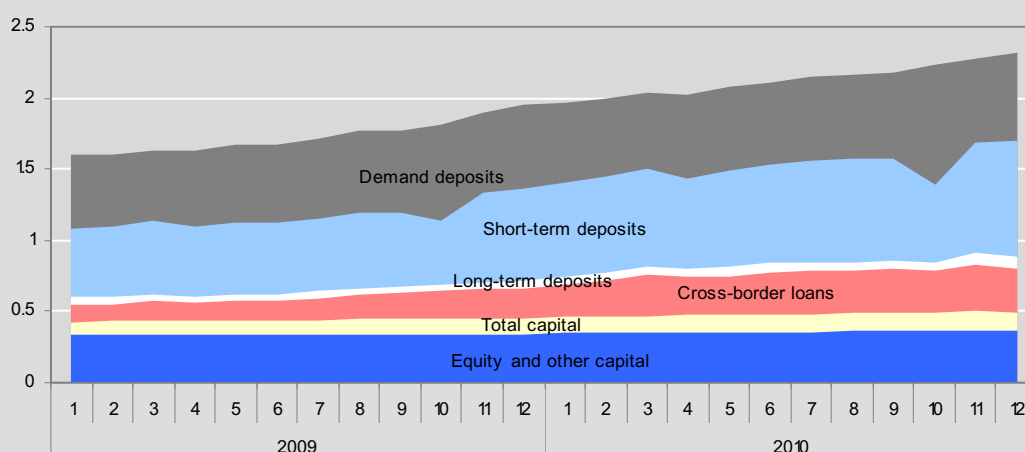 2.5
2
1.5
1
0.5
0
Demand deposits
Short-term deposits
Long-term deposits
Cross-border loans
Total capital
Equity and other capital
1 2 3 4 5 6 7 8 9 10 11 12 1 2 3 4 5 6 7 8 9 10 11 12
2009 2010